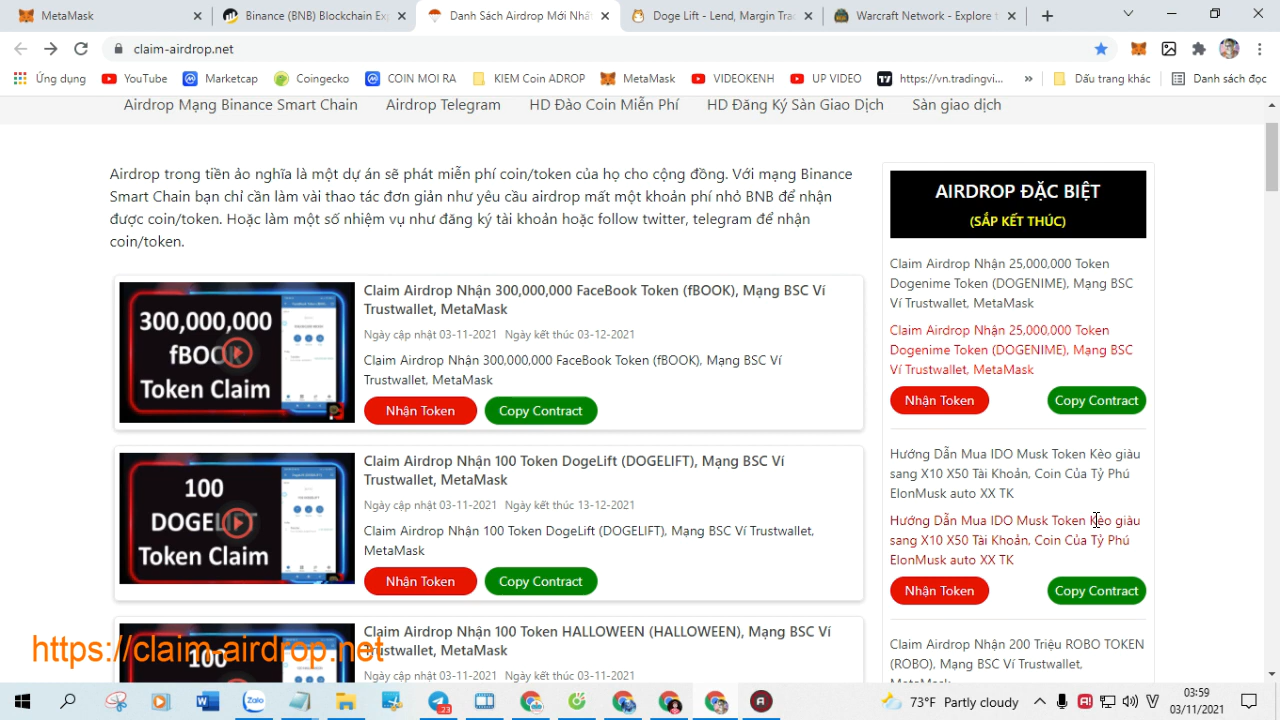 MetaMask
Binance (BNB) Blockchain Exp
Danh Sách Airdrop Mới Nhấ
Doge Lift - Lend, Margin Trad
Warcraft Network - Explore t
claim-airdrop.net
Ứng dụng
YouTube
Marketcap
Coingecko
COIN MOI RA
KIEM Coin ADROP
MetaMask
VIDEOKENH
UP VIDEO
https://vn.tradingvi...
»
Dấu trang khác
Danh sách đọc
Airdrop Mạng Binance Smart Chain
Airdrop Telegram
HD Đào Coin Miễn Phí
HD Đăng Ký Sàn Giao Dịch
Sàn giao dịch
Airdrop trong tiền ảo nghĩa là một dự án sẽ phát miễn phí coin/token của họ cho cộng đồng. Với mạng Binance
Smart Chain bạn chỉ cần làm vài thao tác đơn giản như yêu cầu airdrop mất một khoản phí nhỏ BNB để nhận
được coin/token. Hoặc làm một số nhiệm vụ như đăng ký tài khoản hoặc follow twitter, telegram để nhận
coin/token.
300,000,000
fBOOK
Token Claim
Claim Airdrop Nhận 300,000,000 FaceBook Token (fBOOK), Mạng BSC Ví
Trustwallet, MetaMask
Ngày cập nhật 03-11-2021 Ngày kết thúc 03-12-2021
Claim Airdrop Nhận 300,000,000 FaceBook Token (fBOOK), Mạng BSC Ví
Trustwallet, MetaMask
Nhận Token
Copy Contract
100
DOGELIFT
Token Claim
Claim Airdrop Nhận 100 Token DogeLift (DOGELIFT), Mạng BSC Ví
Trustwallet, MetaMask
Ngày cập nhật 03-11-2021 Ngày kết thúc 13-12-2021
Claim Airdrop Nhận 100 Token DogeLift (DOGELIFT), Mạng BSC Ví Trustwallet,
MetaMask
Nhận Token
Copy Contract
100
Claim Airdrop Nhận 100 Token HALLOWEEN (HALLOWEEN), Mạng BSC Ví
Trustwallet, MetaMask
Ngày cập nhật 03-11-2021 Ngày kết thúc 03-11-2021
https://claim-airdrop.net
AIRDROP ĐẶC BIỆT
(SẮP KẾT THÚC)
Claim Airdrop Nhận 25,000,000 Token
Dogenime Token (DOGENIME), Mạng BSC
Ví Trustwallet, MetaMask
Claim Airdrop Nhận 25,000,000 Token
Dogenime Token (DOGENIME), Mạng BSC
Ví Trustwallet, MetaMask
Nhận Token
Copy Contract
Hướng Dẫn Mua IDO Musk Token Kèo giàu
sang X10 X50 Tài Khoản, Coin Của Tỷ Phú
ElonMusk auto XX TK
Hướng Dẫn Mua IDO Musk Token Kèo giàu
sang X10 X50 Tài Khoản, Coin Của Tỷ Phú
ElonMusk auto XX TK
Nhận Token
Copy Contract
Claim Airdrop Nhận 200 Triệu ROBO TOKEN
(ROBO), Mạng BSC Ví Trustwallet,
Zalo
23
73°F Partly cloudy
03:59
03/11/2021